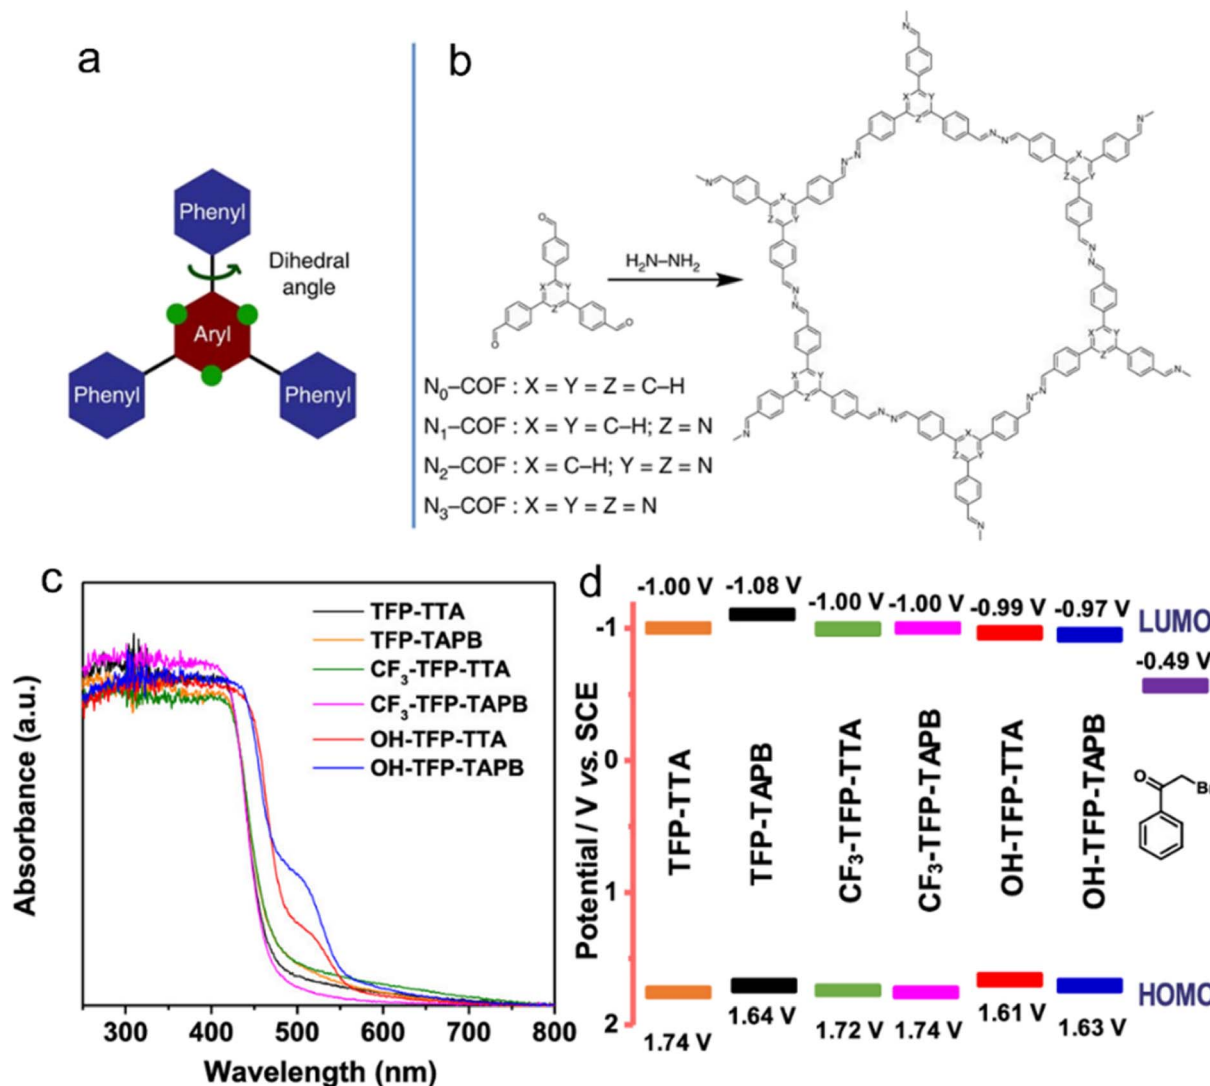 a
Phenyl
Dihedral
angle
Aryl
Phenyl
Phenyl
b
H₂N–NH₂
N₀–COF : X = Y = Z = C–H
N₁–COF : X = Y = C–H; Z = N
N₂–COF : X = C–H; Y = Z = N
N₃–COF : X = Y = Z = N
c
Absorbance (a.u.)
TFP-TTA
TFP-TAPB
CF₃-TFP-TTA
CF₃-TFP-TAPB
OH-TFP-TTA
OH-TFP-TAPB
300 400 500 600 700 800
Wavelength (nm)
d
Potential / V vs. SCE
-1
0
1
2
-1.00 V
-1.08 V
-1.00 V
-1.00 V
-0.99 V
-0.97 V
LUMO
-0.49 V
TFP-TTA
TFP-TAPB
CF₃-TFP-TTA
CF₃-TFP-TAPB
OH-TFP-TTA
OH-TFP-TAPB
O
Br
HOMO
1.74 V
1.64 V
1.72 V
1.74 V
1.61 V
1.63 V